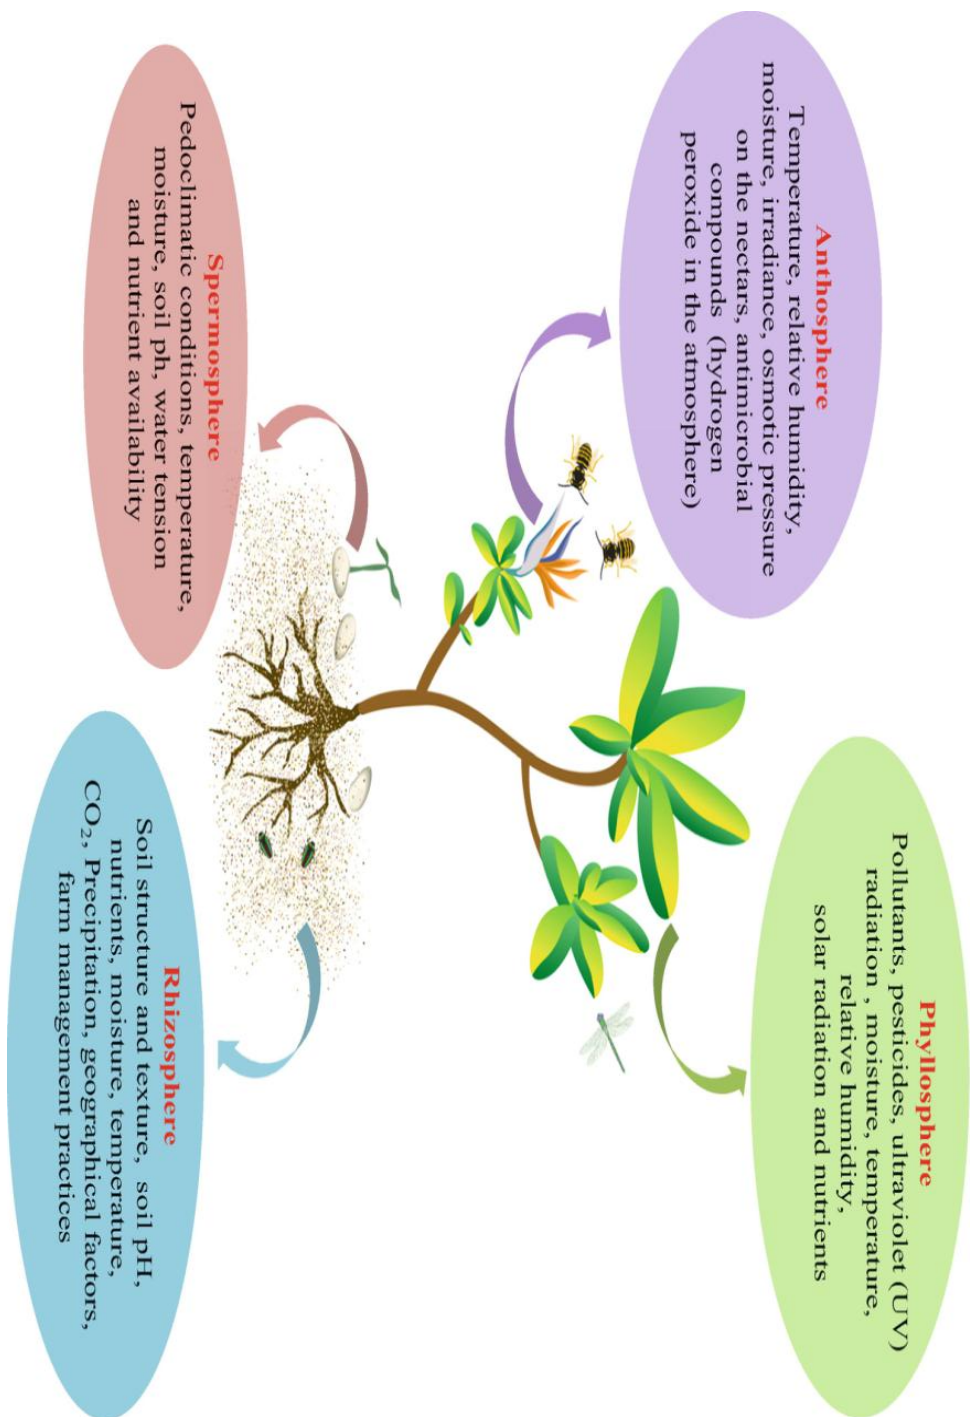 Anthosphere
Temperature, relative humidity,
moisture, irradiance, osmotic pressure
on the nectars, antimicrobial
compounds (hydrogen
peroxide in the atmosphere)
Phyllosphere
Pollutants, pesticides, ultraviolet (UV)
radiation , moisture, temperature,
relative humidity,
solar radiation and nutrients
Spermosphere
Pedoclimatic conditions, temperature,
moisture, soil ph, water tension
and nutrient availability
Rhizosphere
Soil structure and texture, soil pH,
nutrients, moisture, temperature,
CO₂, Precipitation, geographical factors,
farm management practices